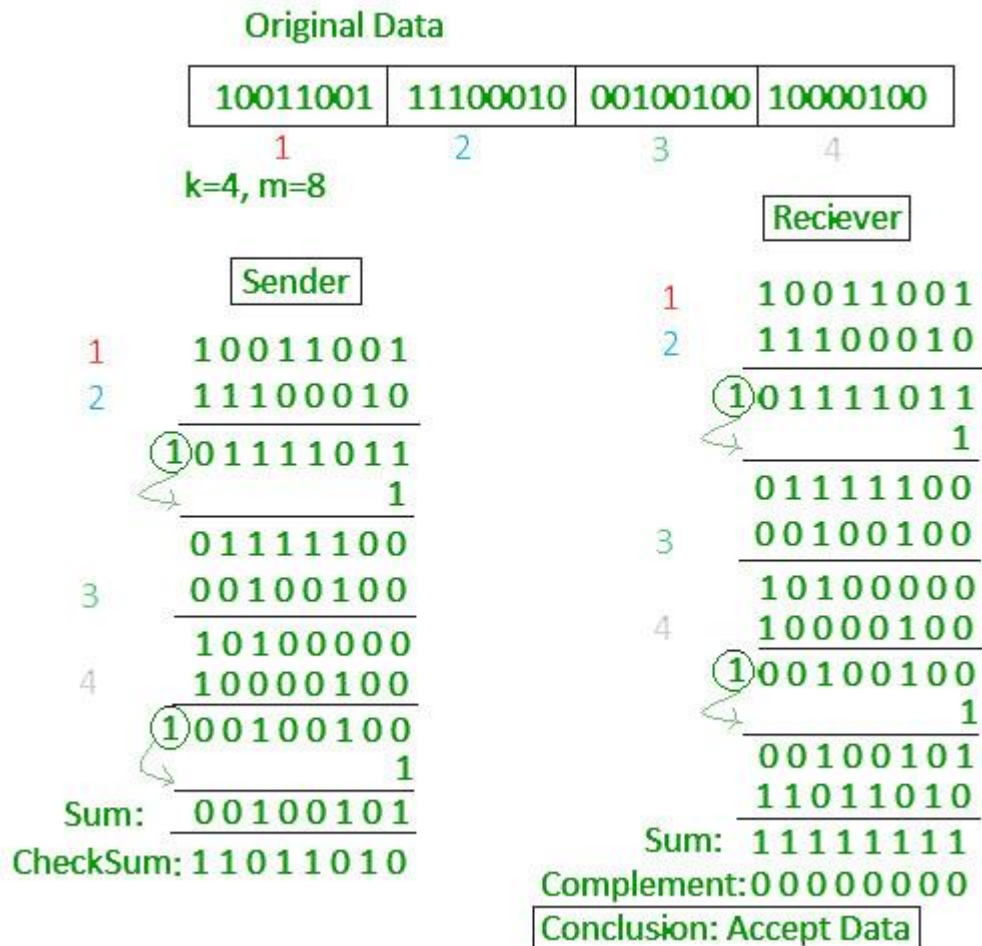 Original Data
10011001 11100010 00100100 10000100
1 2 3 4
k=4, m=8
Sender
1 10011001
2 11100010
1 01111011
1
01111100
3 00100100
10100000
4 10000100
1 00100100
1
Sum: 00100101
CheckSum: 11011010
Reciever
1 10011001
2 11100010
1 01111011
1
01111100
3 00100100
10100000
4 10000100
1 00100100
1
00100101
11011010
Sum: 11111111
Complement: 00000000
Conclusion: Accept Data